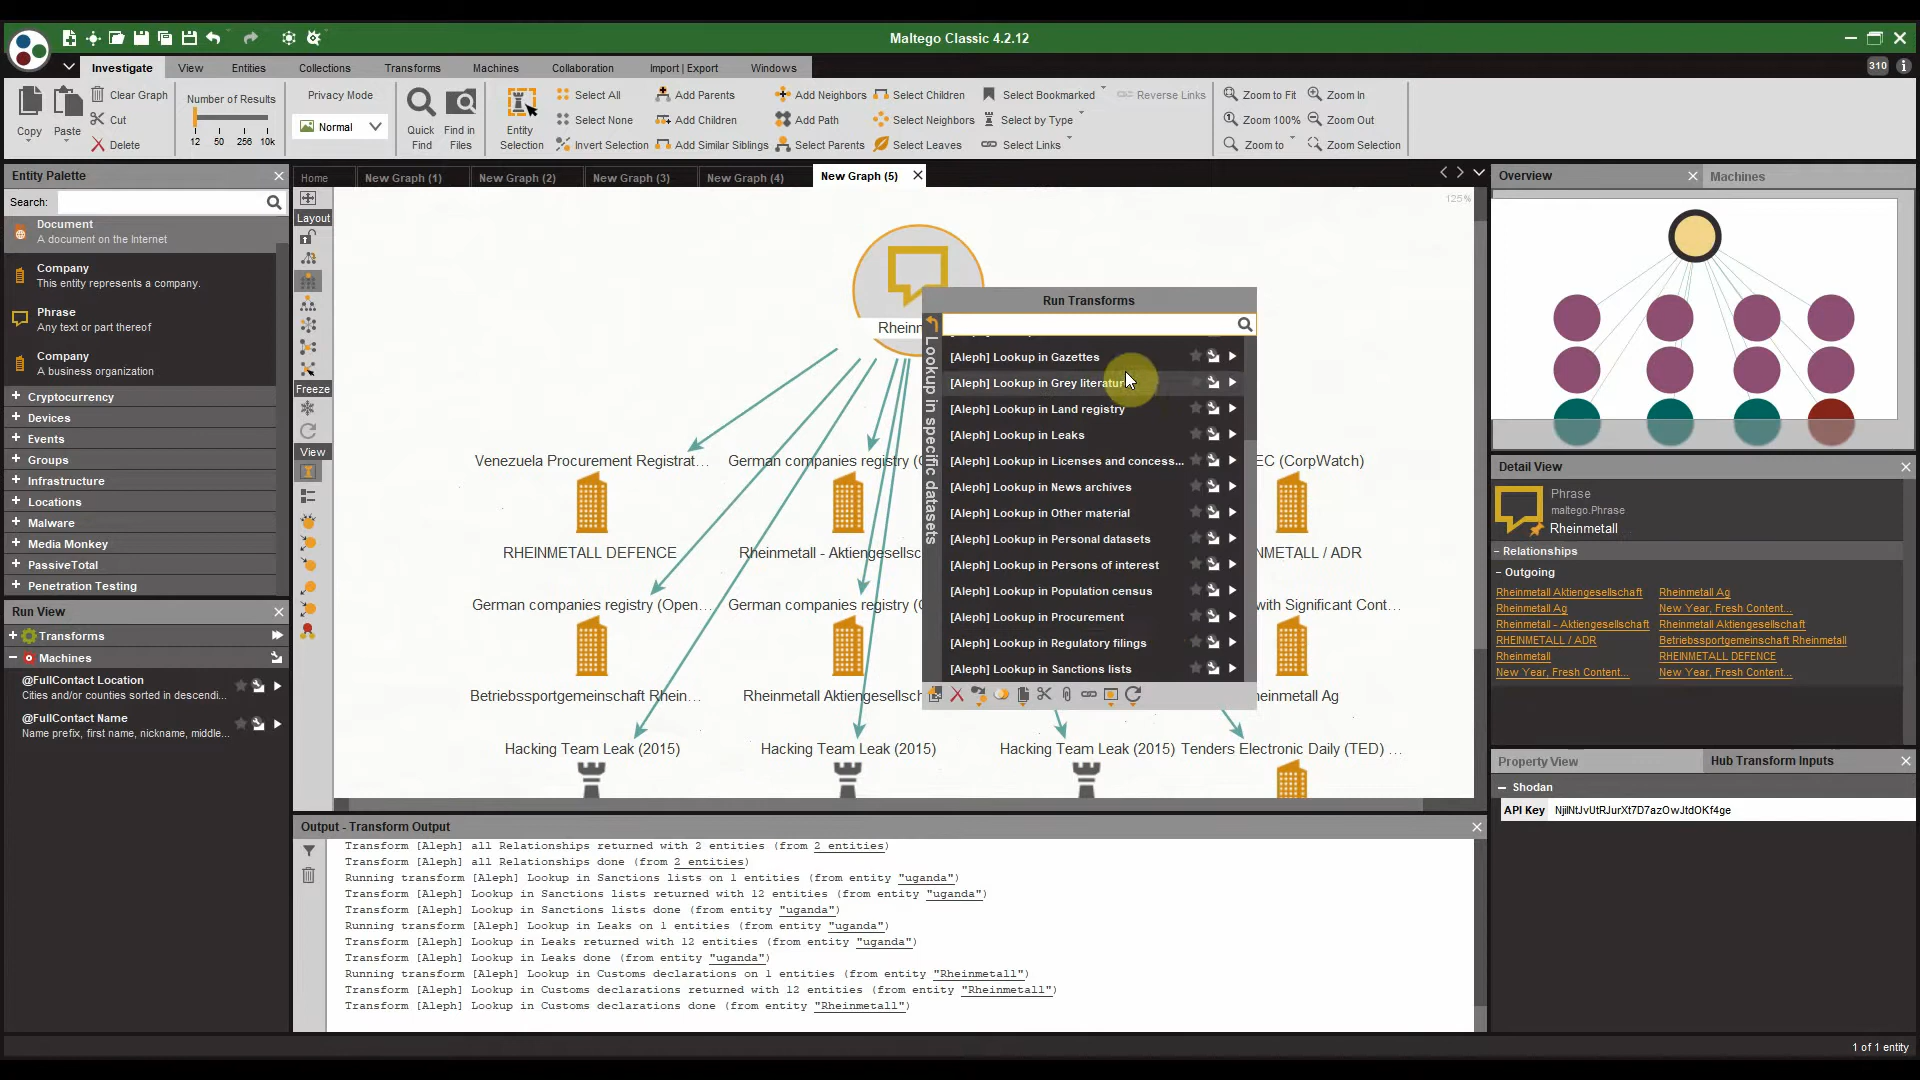 Maltego Classic 4.2.12
Investigate View Entities Collections Transforms Machines Collaboration Import | Export Windows
310
Copy Paste Clear Graph Cut Delete
Number of Results
12 50 256 10k
Privacy Mode
Normal
Quick Find
Find in Files
Entity Selection
Select All
Select None
Invert Selection
Add Parents
Add Children
Add Similar Siblings
Add Neighbors
Add Path
Select Parents
Select Children
Select Neighbors
Select Leaves
Select Bookmarked
Select by Type
Select Links
Reverse Links
Zoom to Fit
Zoom 100%
Zoom to
Zoom In
Zoom Out
Zoom Selection
Entity Palette
Search:
Document
A document on the Internet
Company
This entity represents a company.
Phrase
Any text or part thereof
Company
A business organization
Cryptocurrency
Devices
Events
Groups
Infrastructure
Locations
Malware
Media Monkey
PassiveTotal
Penetration Testing
Run View
Transforms
Machines
@FullContact Location
Cities and/or counties sorted in descendi...
@FullContact Name
Name prefix, first name, nickname, middle...
Home New Graph (1) New Graph (2) New Graph (3) New Graph (4) New Graph (5)
Layout
Freeze
View
125%
Rheinm
Venezuela Procurement Registrat...
RHEINMETALL DEFENCE
German companies registry (O
Rheinmetall - Aktiengesellsc
EC (CorpWatch)
NMETALL / ADR
German companies registry (Open...
Betriebssportgemeinschaft Rhein...
German companies registry (O
Rheinmetall Aktiengesellsch
with Significant Cont...
heinmetall Ag
Hacking Team Leak (2015)
Hacking Team Leak (2015)
Hacking Team Leak (2015)
Tenders Electronic Daily (TED) ...
Run Transforms
Lookup in specific datasets
[Aleph] Lookup in Gazettes
[Aleph] Lookup in Grey literatur
[Aleph] Lookup in Land registry
[Aleph] Lookup in Leaks
[Aleph] Lookup in Licenses and concess...
[Aleph] Lookup in News archives
[Aleph] Lookup in Other material
[Aleph] Lookup in Personal datasets
[Aleph] Lookup in Persons of interest
[Aleph] Lookup in Population census
[Aleph] Lookup in Procurement
[Aleph] Lookup in Regulatory filings
[Aleph] Lookup in Sanctions lists
Output - Transform Output
Transform [Aleph] all Relationships returned with 2 entities (from 2 entities)
Transform [Aleph] all Relationships done (from 2 entities)
Running transform [Aleph] Lookup in Sanctions lists on 1 entities (from entity "uganda")
Transform [Aleph] Lookup in Sanctions lists returned with 12 entities (from entity "uganda")
Transform [Aleph] Lookup in Sanctions lists done (from entity "uganda")
Running transform [Aleph] Lookup in Leaks on 1 entities (from entity "uganda")
Transform [Aleph] Lookup in Leaks returned with 12 entities (from entity "uganda")
Transform [Aleph] Lookup in Leaks done (from entity "uganda")
Running transform [Aleph] Lookup in Customs declarations on 1 entities (from entity "Rheinmetall")
Transform [Aleph] Lookup in Customs declarations returned with 12 entities (from entity "Rheinmetall")
Transform [Aleph] Lookup in Customs declarations done (from entity "Rheinmetall")
Overview Machines
Detail View
Phrase
maltego.Phrase
Rheinmetall
Relationships
Outgoing
Rheinmetall Aktiengesellschaft Rheinmetall Ag
Rheinmetall Ag New Year, Fresh Content...
Rheinmetall - Aktiengesellschaft Rheinmetall Aktiengesellschaft
RHEINMETALL / ADR Betriebssportgemeinschaft Rheinmetall
Rheinmetall RHEINMETALL DEFENCE
New Year, Fresh Content... New Year, Fresh Content...
Property View Hub Transform Inputs
Shodan
API Key
1 of 1 entity